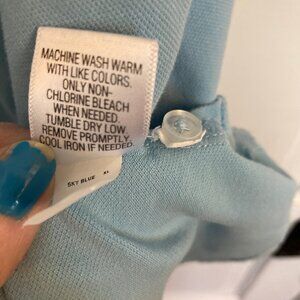 MACHINE WASH WARM
WITH LIKE COLORS.
ONLY NON-
CHLORINE BLEACH
WHEN NEEDED.
TUMBLE DRY LOW.
REMOVE PROMPTLY.
COOL IRON IF NEEDED.
SKY BLUE XL